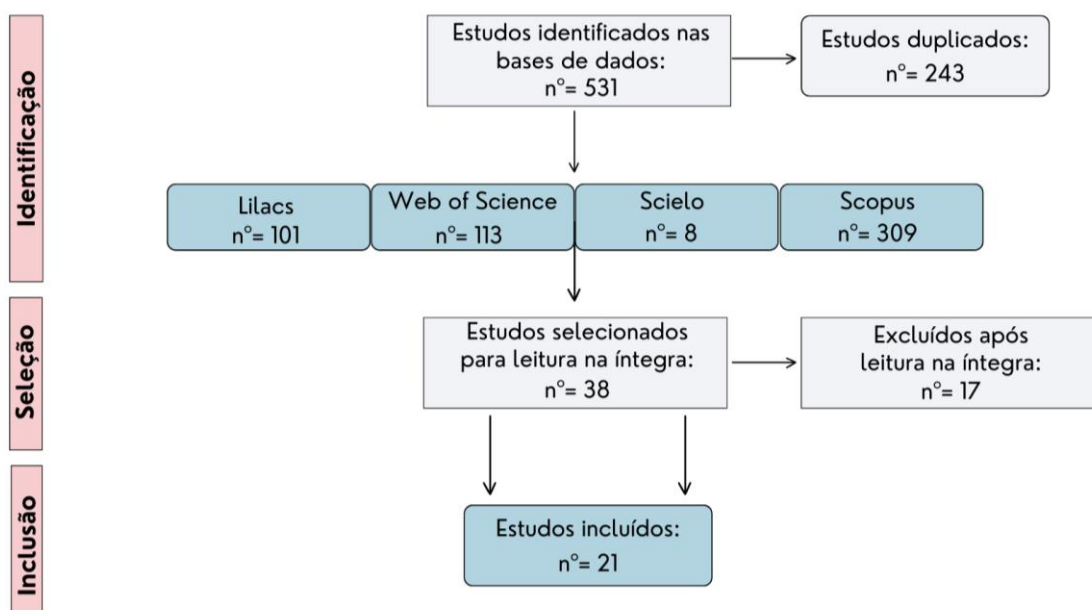 Identificação
Estudos identificados nas
bases de dados:
n°= 531
Estudos duplicados:
n°= 243
Lilacs
n°= 101
Web of Science
n°= 113
Scielo
n°= 8
Scopus
n°= 309
Seleção
Estudos selecionados
para leitura na íntegra:
n°= 38
Excluídos após
leitura na íntegra:
n°= 17
Inclusão
Estudos incluídos:
n°= 21